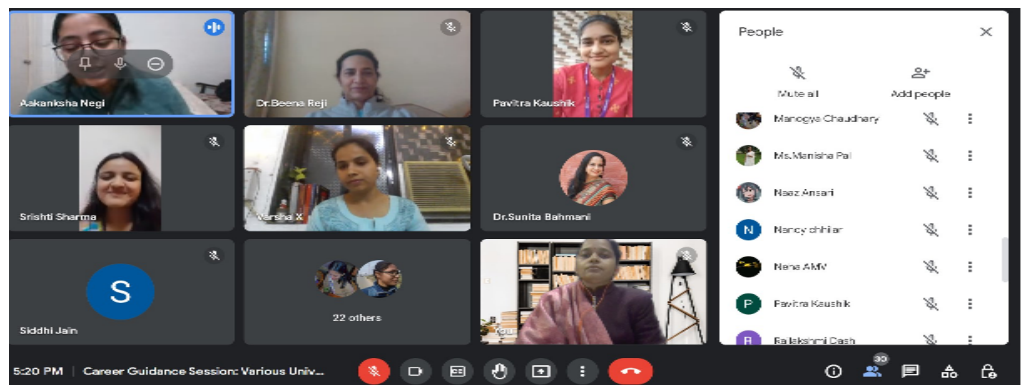 Aakanksha Negi
Dr.Beena Reji
Pavitra Kaushik
Srishti Sharma
Varsha X
Dr.Sunita Bahmani
S
Siddhi Jain
22 others
You
People
Mute all
Add people
Manogya Chaudhary
Ms.Manisha Pal
Naaz Ansari
N
Nancy chhilar
Neha AMV
P
Pavitra Kaushik
R
Rajlakshmi Dash
5:20 PM | Career Guidance Session: Various Univ...
30